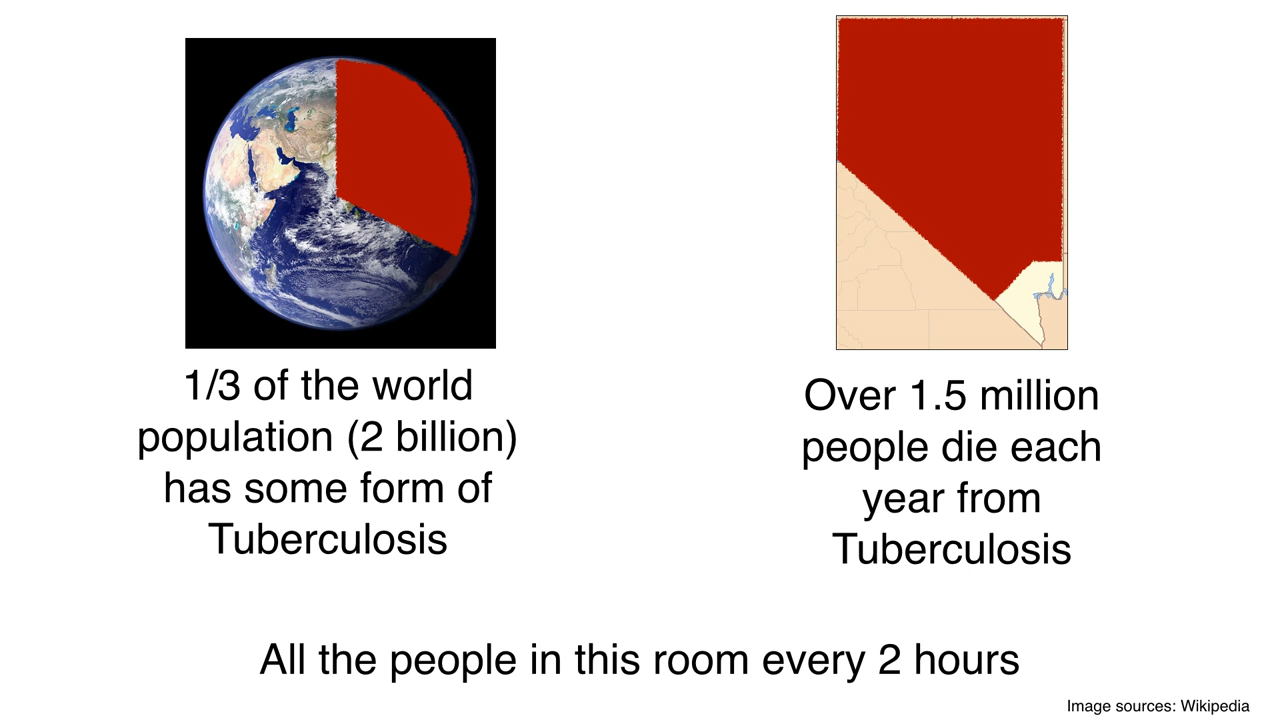 1/3 of the world
population (2 billion)
has some form of
Tuberculosis
Over 1.5 million
people die each
year from
Tuberculosis
All the people in this room every 2 hours
Image sources: Wikipedia